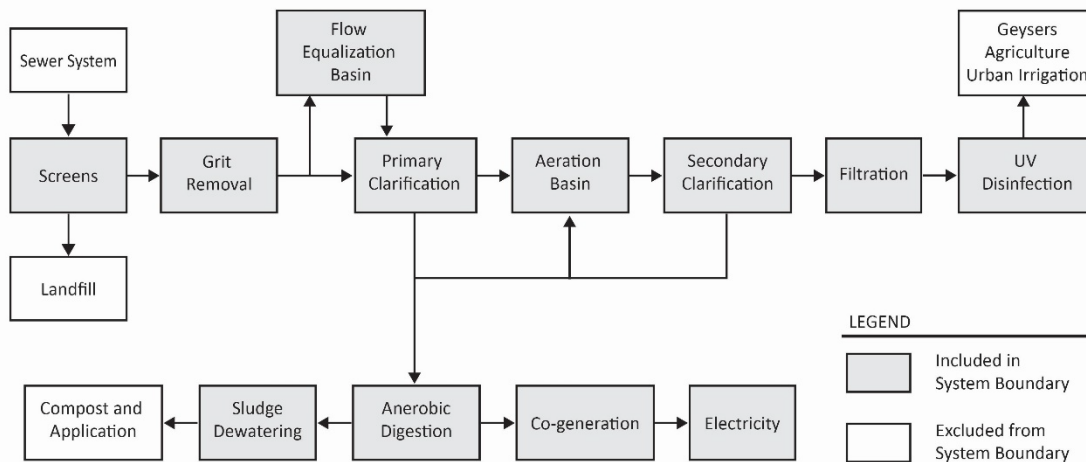 Sewer System
Flow
Equalization
Basin
Geysers
Agriculture
Urban Irrigation
Screens
Grit
Removal
Primary
Clarification
Aeration
Basin
Secondary
Clarification
Filtration
UV
Disinfection
Landfill
LEGEND
Included in
System Boundary
Excluded from
System Boundary
Compost and
Application
Sludge
Dewatering
Anerobic
Digestion
Co-generation
Electricity